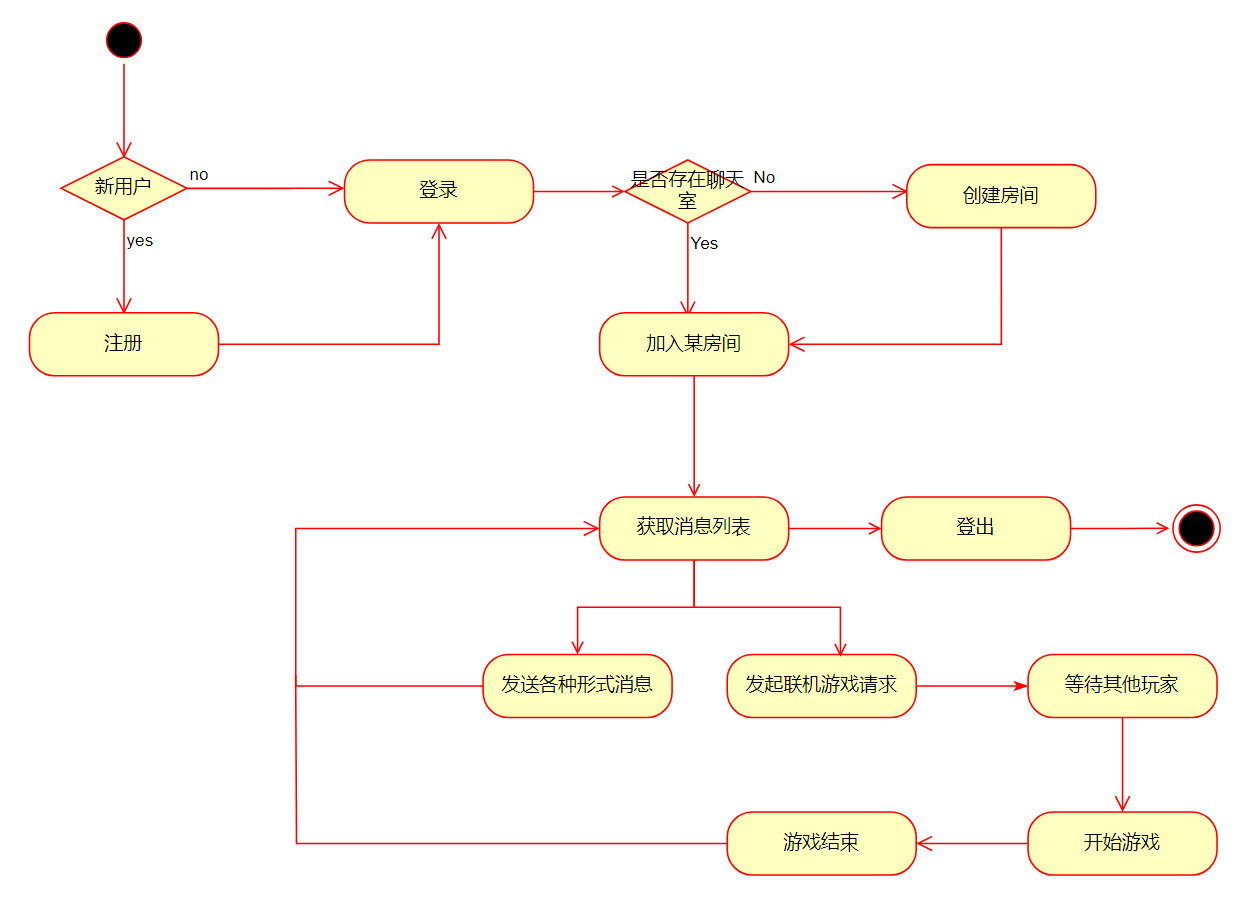 新用户
no
登录
是否存在聊天
室
No
创建房间
yes
Yes
注册
加入某房间
获取消息列表
登出
发送各种形式消息
发起联机游戏请求
等待其他玩家
游戏结束
开始游戏